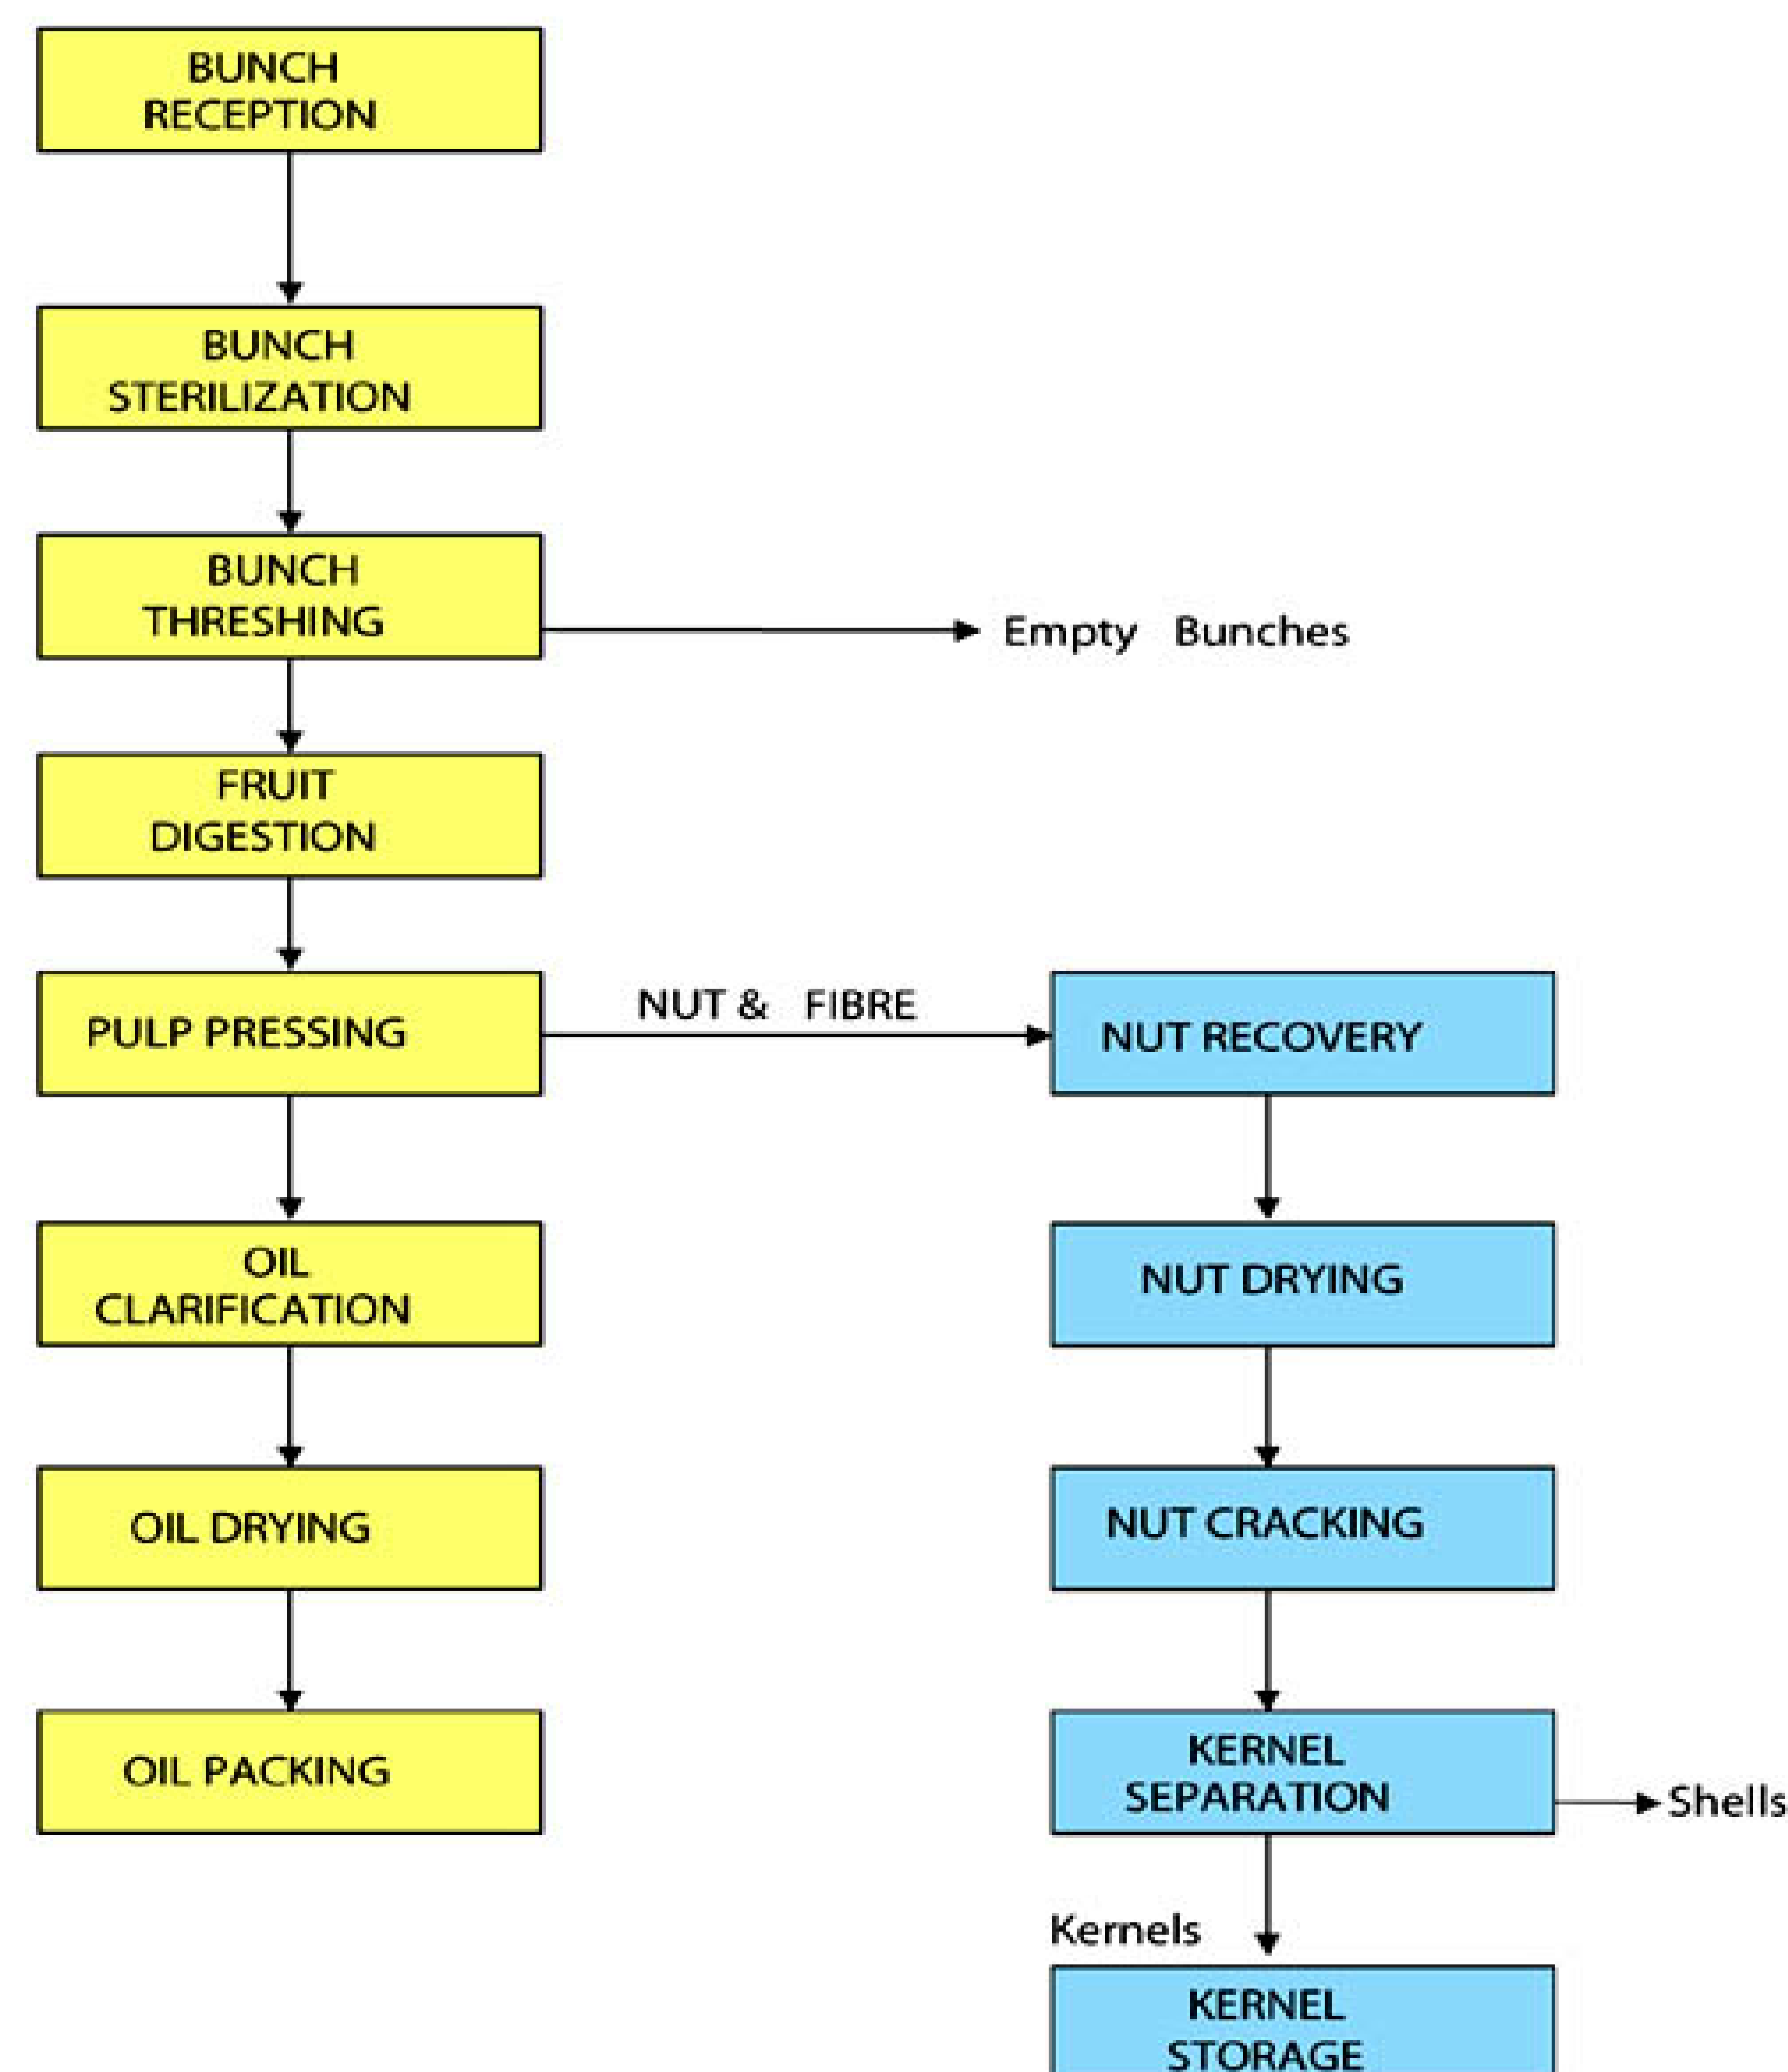 BUNCH
RECEPTION
BUNCH
STERILIZATION
BUNCH
THRESHING
Empty Bunches
FRUIT
DIGESTION
PULP PRESSING
NUT & FIBRE
NUT RECOVERY
OIL
CLARIFICATION
NUT DRYING
OIL DRYING
NUT CRACKING
OIL PACKING
KERNEL
SEPARATION
Shells
Kernels
KERNEL
STORAGE